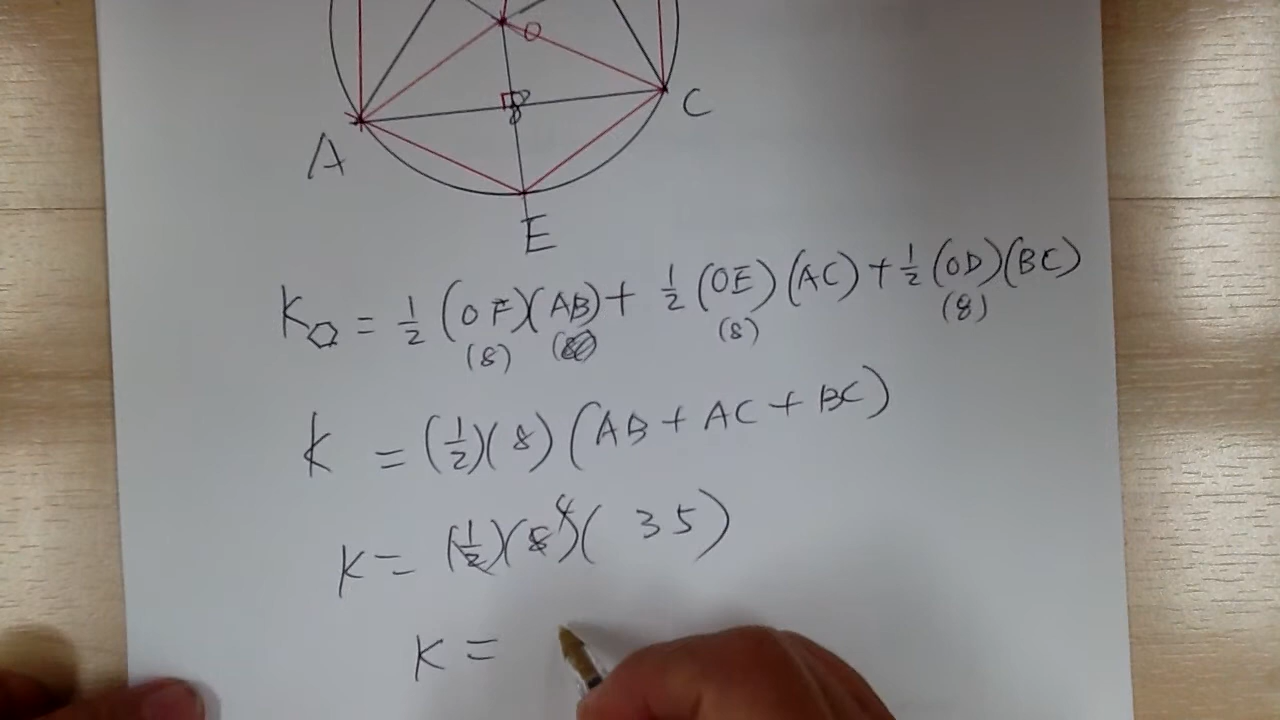 O
C
A
E
K⬠ = 1/2 (OF)(AB) + 1/2 (OE)(AC) + 1/2 (OD)(BC)
(8) (8) (8)
K = (1/2)(8)(AB + AC + BC)
K = (1/2)(8 4)(35)
K =